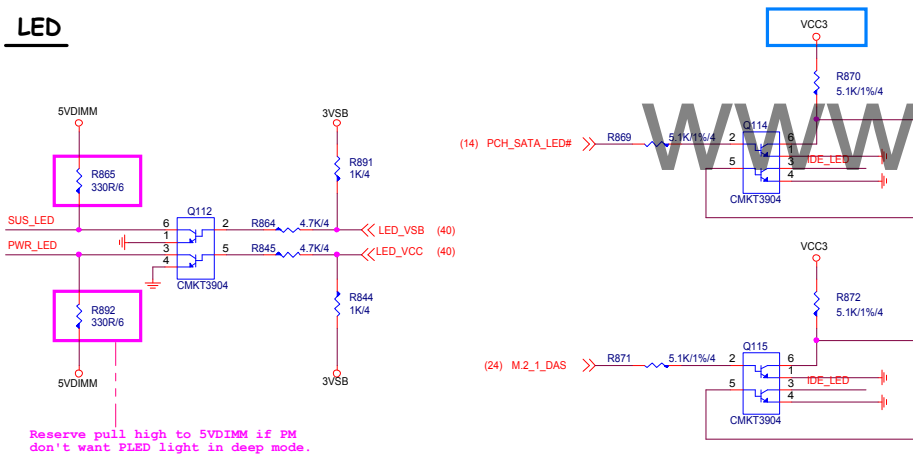 LED
5VDIMM
R865
330R/6
SUS_LED
PWR_LED
R892
330R/6
5VDIMM
Reserve pull high to 5VDIMM if PM
don't want PLED light in deep mode.
Q112
6
1
3
4
2
5
CMKT3904
R864 4.7K/4
R845 4.7K/4
3VSB
R891
1K/4
LED_VSB (40)
LED_VCC (40)
R844
1K/4
3VSB
VCC3
R870
5.1K/1%/4
WWW
(14) PCH_SATA_LED#
R869 5.1K/1%/4
Q114
2
5
6
1
3
4
IDE_LED
CMKT3904
VCC3
R872
5.1K/1%/4
(24) M.2_1_DAS
R871 5.1K/1%/4
Q115
2
5
6
1
3
4
IDE_LED
CMKT3904